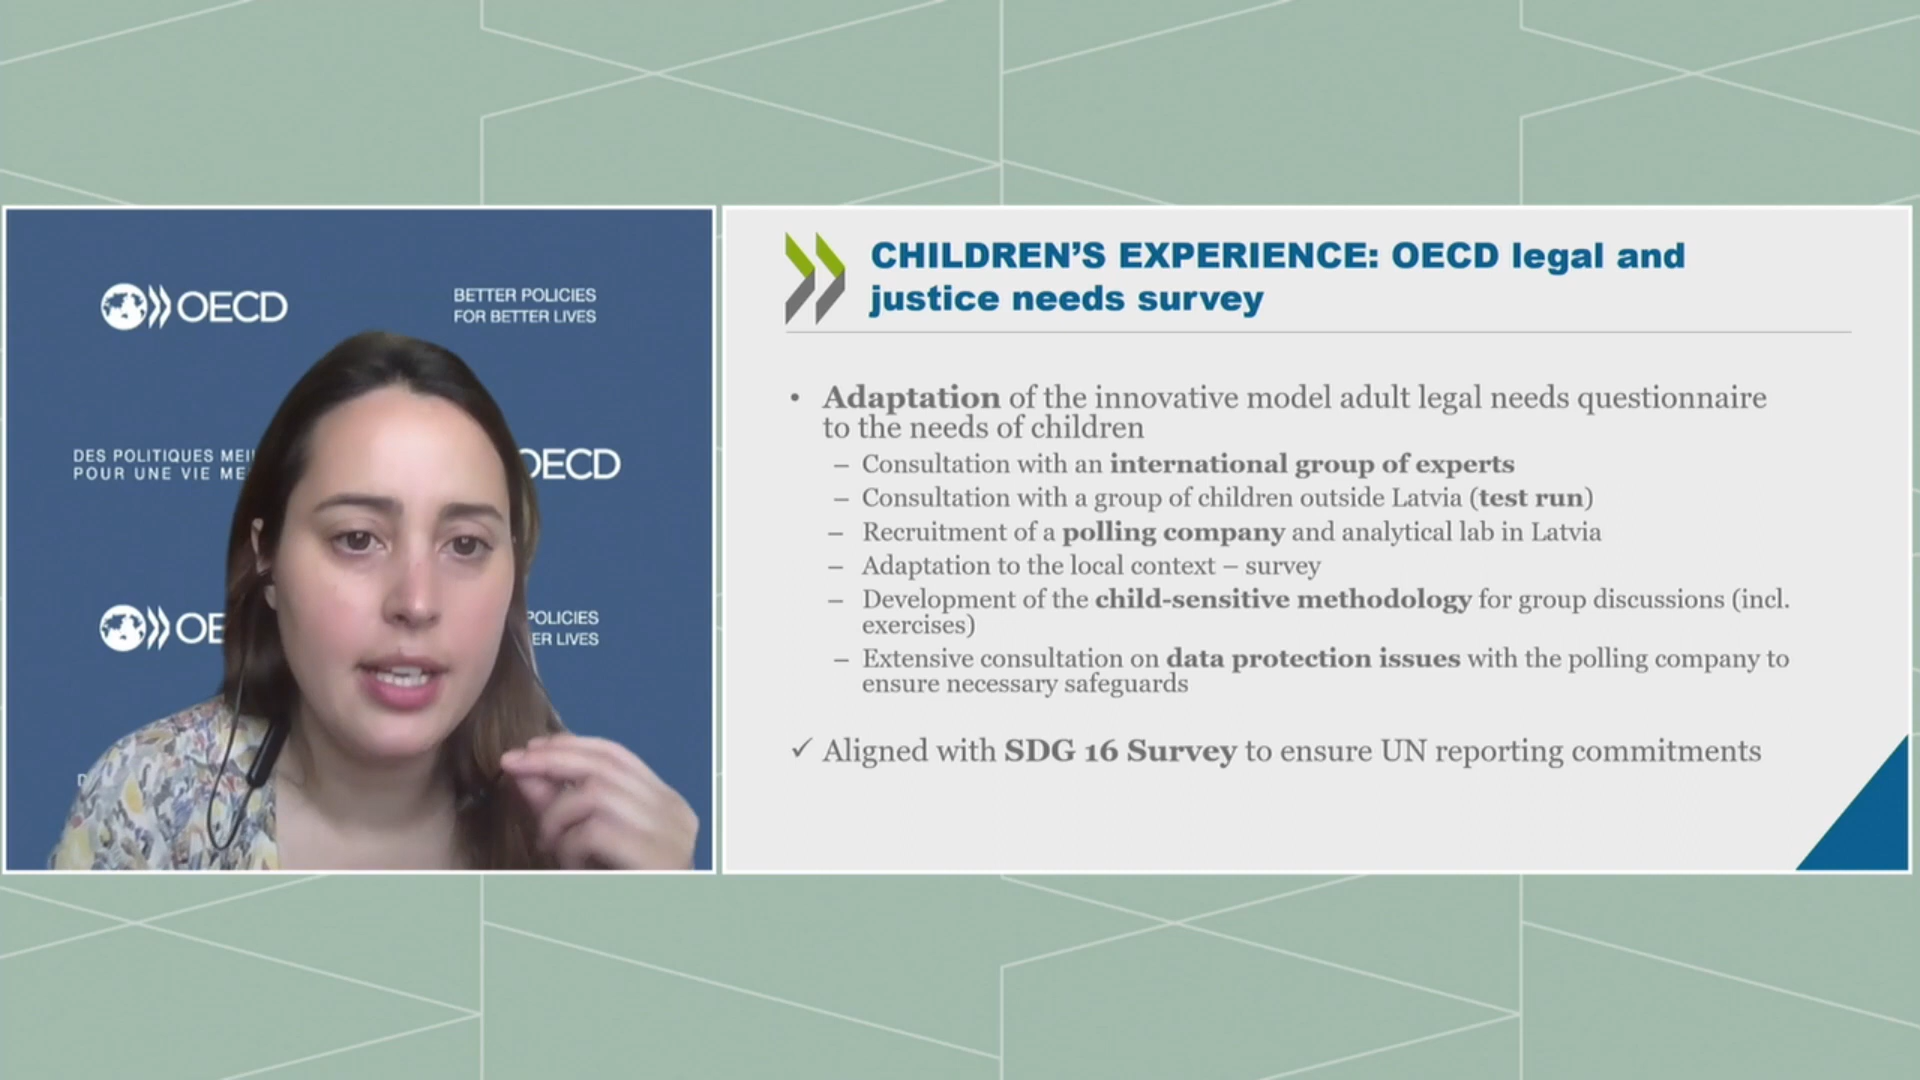 OECD
BETTER POLICIES
FOR BETTER LIVES
DES POLITIQUES
POUR UNE VIE
OECD
POLICIES
LIVES
CHILDREN’S EXPERIENCE: OECD legal and
justice needs survey
• Adaptation of the innovative model adult legal needs questionnaire
to the needs of children
– Consultation with an international group of experts
– Consultation with a group of children outside Latvia (test run)
– Recruitment of a polling company and analytical lab in Latvia
– Adaptation to the local context – survey
– Development of the child-sensitive methodology for group discussions (incl.
exercises)
– Extensive consultation on data protection issues with the polling company to
ensure necessary safeguards
✓ Aligned with SDG 16 Survey to ensure UN reporting commitments